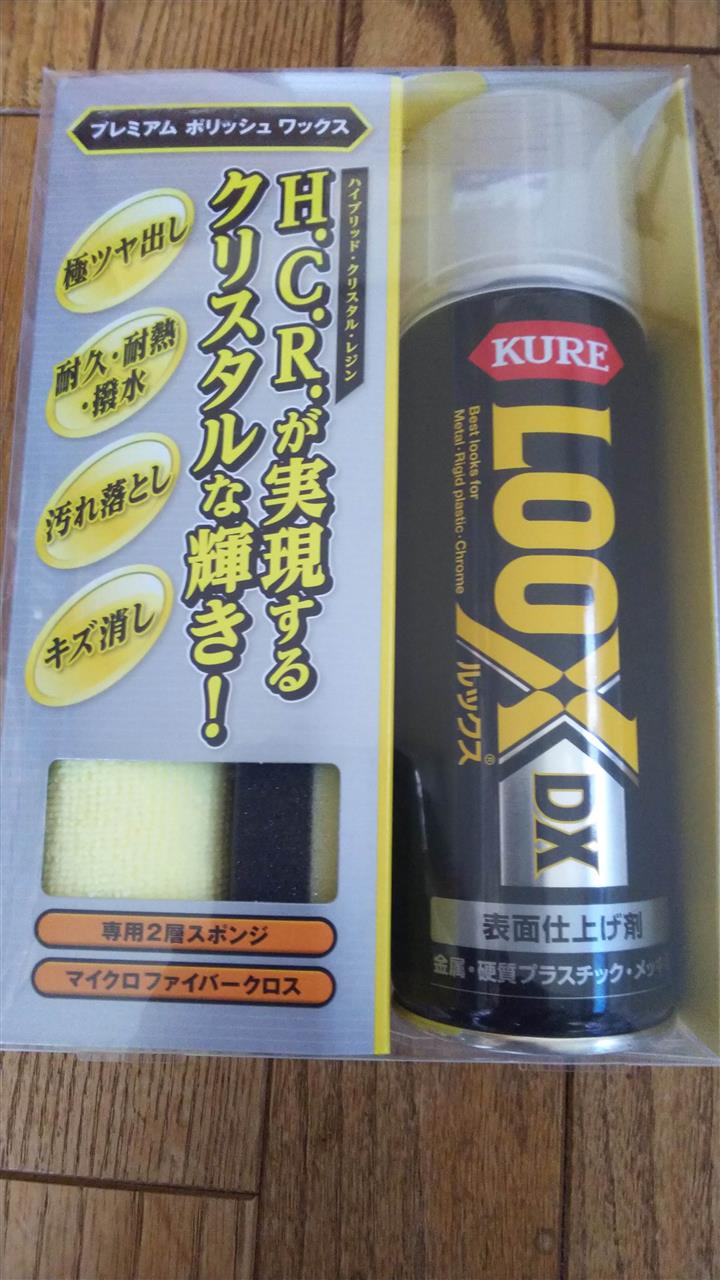 プレミアム ポリッシュ ワックス
ハイブリッド・クリスタル・レジン
H.C.R.が実現する
クリスタルな輝き!
極ツヤ出し
耐久・耐熱
・撥水
汚れ落とし
キズ消し
専用2層スポンジ
マイクロファイバークロス
KURE
LOOX
DX
ルックス®
Best looks for
Metal・Rigid plastic・Chrome
表面仕上げ剤
金属・硬質プラスチック・メッキ